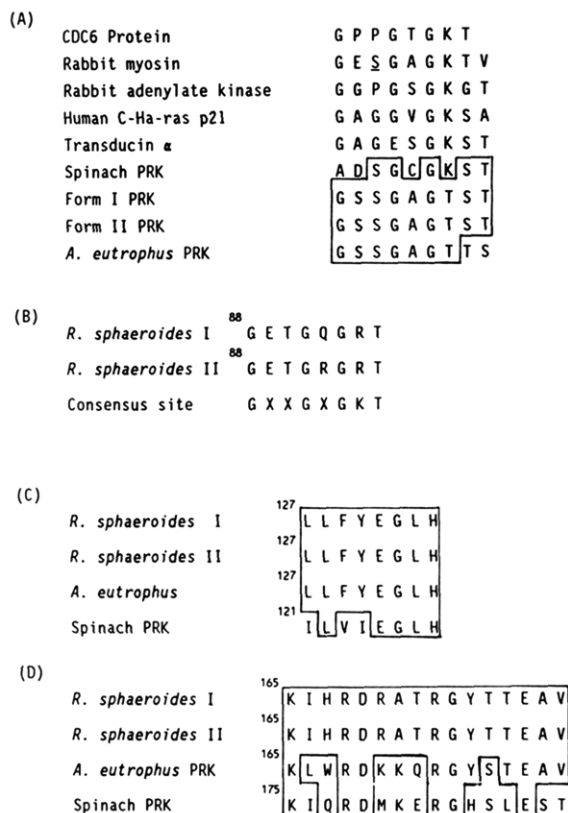 (A)
CDC6 Protein G P P G T G K T
Rabbit myosin G E S G A G K T V
Rabbit adenylate kinase G G P G S G K G T
Human C-Ha-ras p21 G A G G V G K S A
Transducin α G A G E S G K S T
Spinach PRK A D S G C G K S T
Form I PRK G S S G A G T S T
Form II PRK G S S G A G T S T
A. eutrophus PRK G S S G A G T T S
(B)
R. sphaeroides I 88 G E T G Q G R T
R. sphaeroides II 88 G E T G R G R T
Consensus site G X X G X G K T
(C)
R. sphaeroides I 127 L L F Y E G L H
R. sphaeroides II 127 L L F Y E G L H
A. eutrophus 127 L L F Y E G L H
Spinach PRK 121 I L V I E G L H
(D)
R. sphaeroides I 165 K I H R D R A T R G Y T T E A V
R. sphaeroides II 165 K I H R D R A T R G Y T T E A V
A. eutrophus PRK 165 K L W R D K K Q R G Y S T E A V
Spinach PRK 175 K I Q R D M K E R G H S L E S T